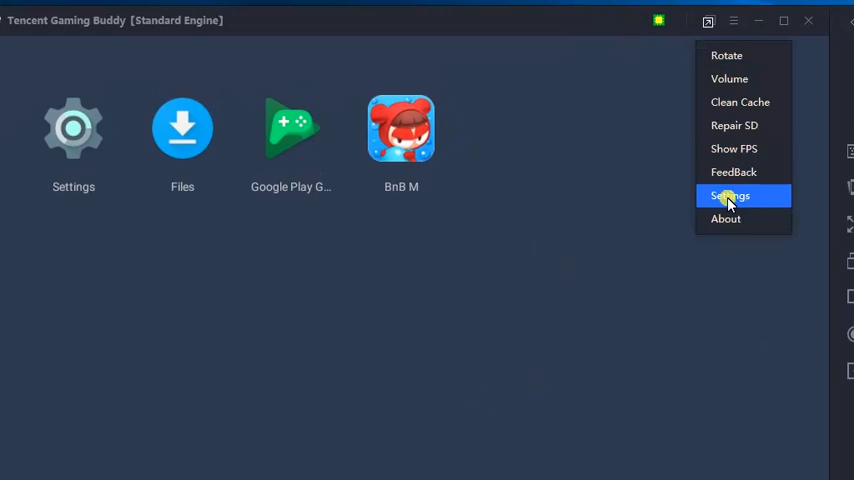 Tencent Gaming Buddy [Standard Engine]
Rotate
Volume
Clean Cache
Repair SD
Show FPS
FeedBack
Settings
About
Settings
Files
Google Play G...
BnB M